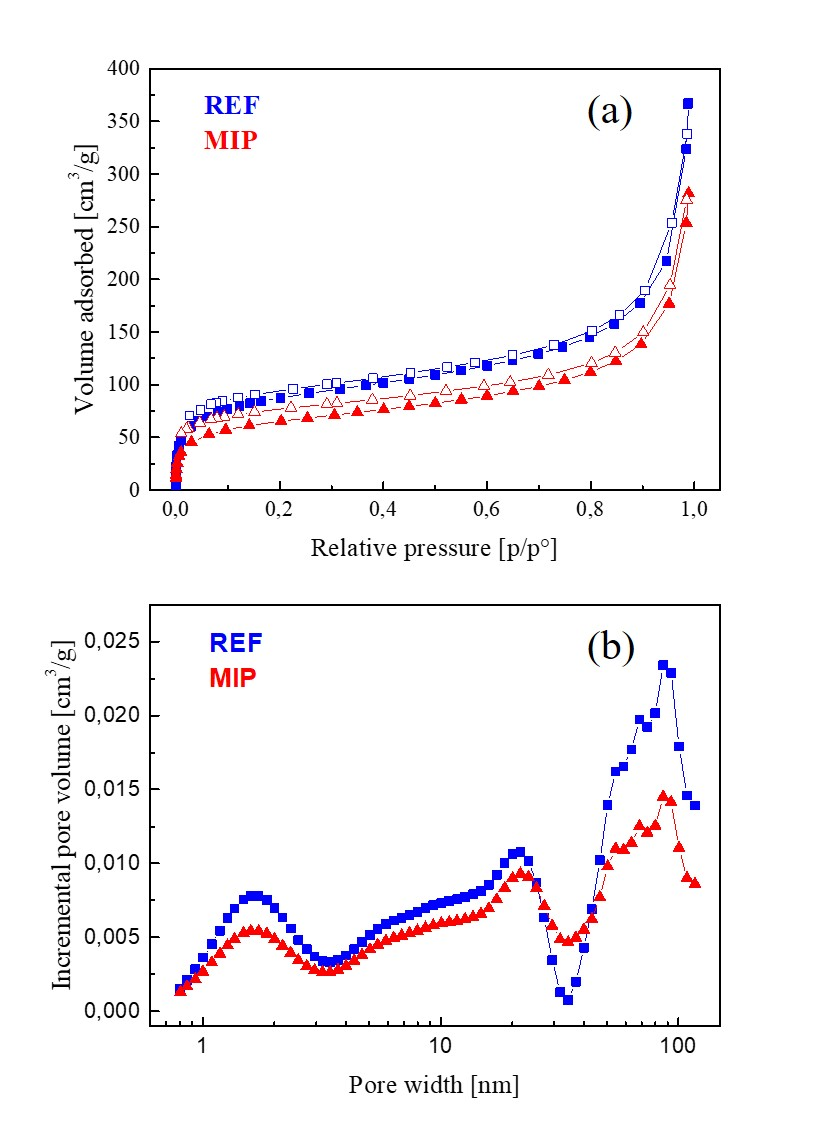 (a)
REF
MIP
400
350
300
250
200
150
100
50
0
Volume adsorbed [cm³/g]
0,0 0,2 0,4 0,6 0,8 1,0
Relative pressure [p/p°]
(b)
REF
MIP
0,025
0,020
0,015
0,010
0,005
0,000
Incremental pore volume [cm³/g]
1 10 100
Pore width [nm]